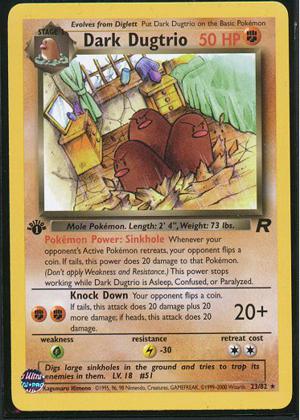 Evolves from Diglett Put Dark Dugtrio on the Basic Pokémon
STAGE 1
Dark Dugtrio 50 HP
1
EDITION
Mole Pokémon. Length: 2' 4", Weight: 73 lbs.
R
Pokémon Power: Sinkhole Whenever your
opponent's Active Pokémon retreats, your opponent flips a
coin. If tails, this power does 20 damage to that Pokémon.
(Don't apply Weakness and Resistance.) This power stops
working while Dark Dugtrio is Asleep, Confused, or Paralyzed.
Knock Down Your opponent flips a coin.
If tails, this attack does 20 damage plus 20
more damage; if heads, this attack does 20
damage.
20+
weakness resistance retreat cost
-30
Digs large sinkholes in the ground and tries to trap its
enemies in them. LV. 18 #51
23/82
Ultra
PRO
Kagemaru Himeno ©1995, 96, 98 Nintendo, Creatures, GAMEFREAK. ©1999-2000 Wizards.